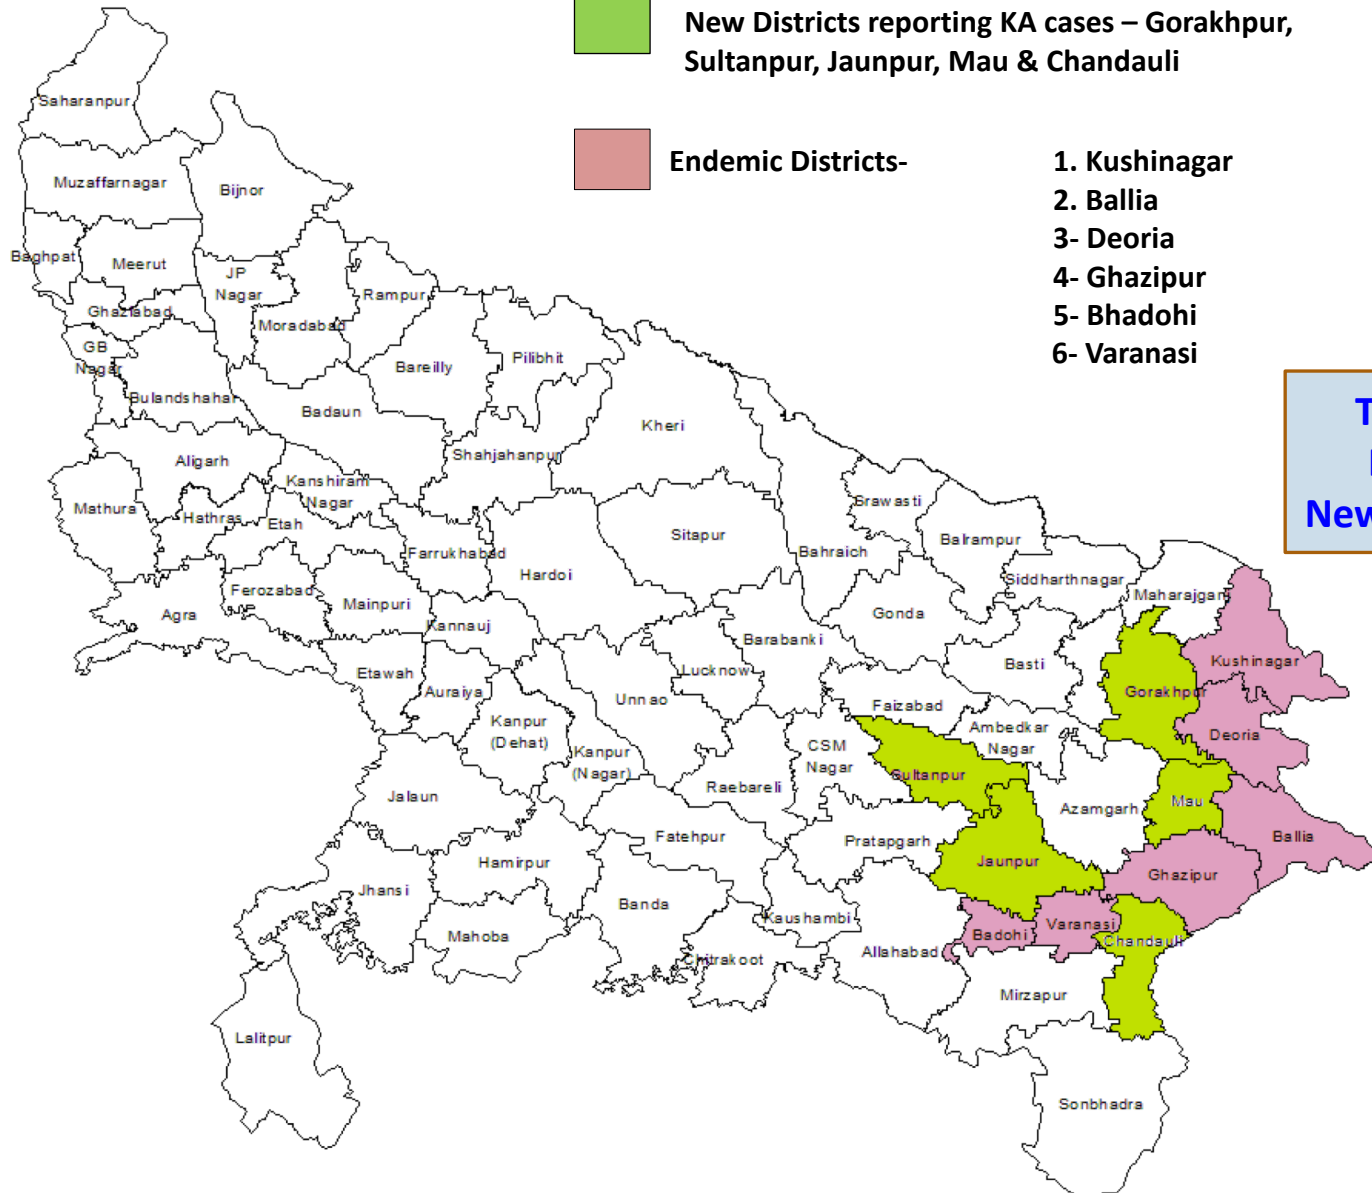 New Districts reporting KA cases – Gorakhpur,
Sultanpur, Jaunpur, Mau & Chandauli
Endemic Districts-
1. Kushinagar
2. Ballia
3- Deoria
4- Ghazipur
5- Bhadohi
6- Varanasi
New
Saharanpur
Muzaffarnagar
Bijnor
Baghpat
Meerut
JP
Nagar
Rampur
Ghaziabad
Moradabad
GB
Nagar
Bareilly
Pilibhit
Bulandshahar
Badaun
Kheri
Shahjahanpur
Aligarh
Kanshiram
Nagar
Mathura
Hathras
Etah
Srawasti
Sitapur
Balrampur
Farrukhabad
Bahraich
Hardoi
Siddharthnagar
Ferozabad
Mainpuri
Maharajganj
Agra
Gonda
Kannauj
Barabanki
Basti
Kushinagar
Etawah
Lucknow
Auraiya
Unnao
Gorakhpur
Faizabad
Kanpur
(Dehat)
Ambedkar
Nagar
Deoria
Kanpur
(Nagar)
CSM
Nagar
Sultanpur
Raebareli
Jalaun
Azamgarh
Mau
Fatehpur
Pratapgarh
Ballia
Hamirpur
Jaunpur
Ghazipur
Jhansi
Banda
Kaushambi
Mahoba
Varanasi
Badohi
Chandauli
Allahabad
Chitrakoot
Mirzapur
Lalitpur
Sonbhadra